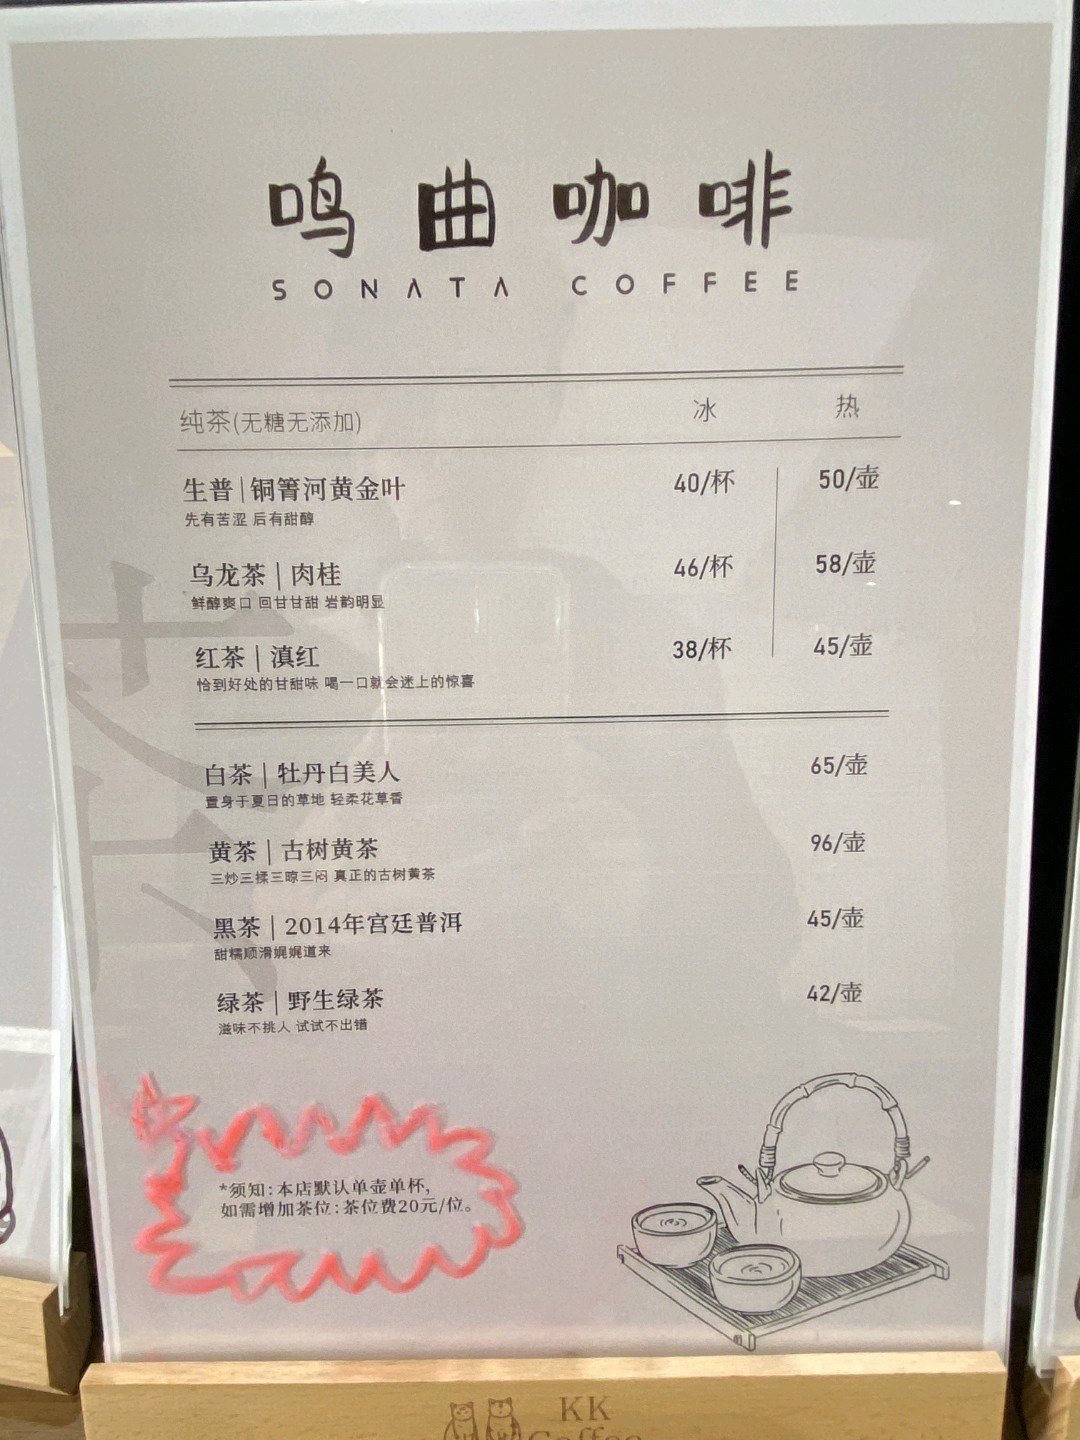 鸣曲咖啡
SONATA COFFEE
纯茶(无糖无添加) 冰 热
生普|铜箐河黄金叶 40/杯 50/壶
先有苦涩 后有甜醇
乌龙茶|肉桂 46/杯 58/壶
鲜醇爽口 回甘甘甜 岩韵明显
红茶|滇红 38/杯 45/壶
恰到好处的甘甜味 喝一口就会迷上的惊喜
白茶|牡丹白美人 65/壶
置身于夏日的草地 轻柔花草香
黄茶|古树黄茶 96/壶
三炒三揉三晾三闷 真正的古树黄茶
黑茶|2014年宫廷普洱 45/壶
甜糯顺滑娓娓道来
绿茶|野生绿茶 42/壶
滋味不挑人 试试不出错
*须知:本店默认单壶单杯,
如需增加茶位:茶位费20元/位。
KK
Coffee